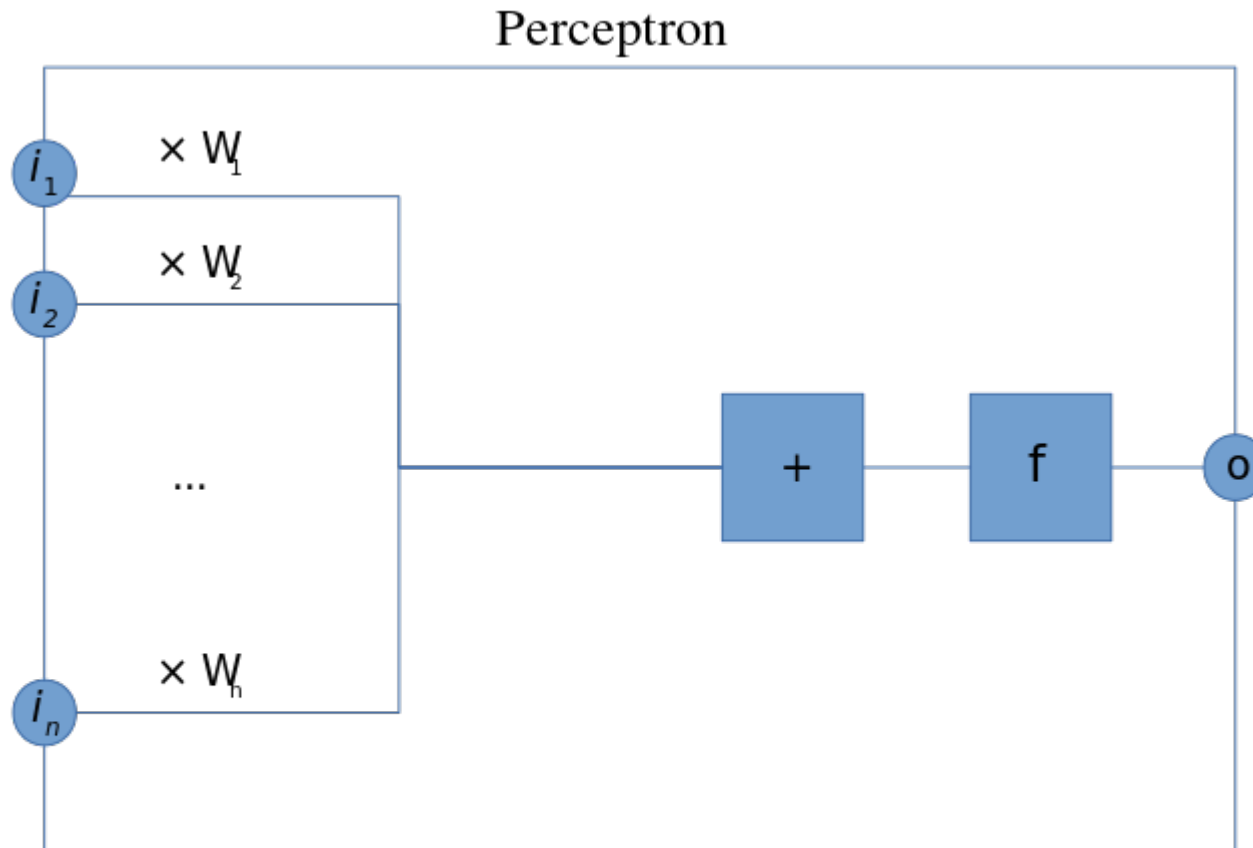 Perceptron
i1 × W1
i2 × W2
...
+ f o
in × Wn